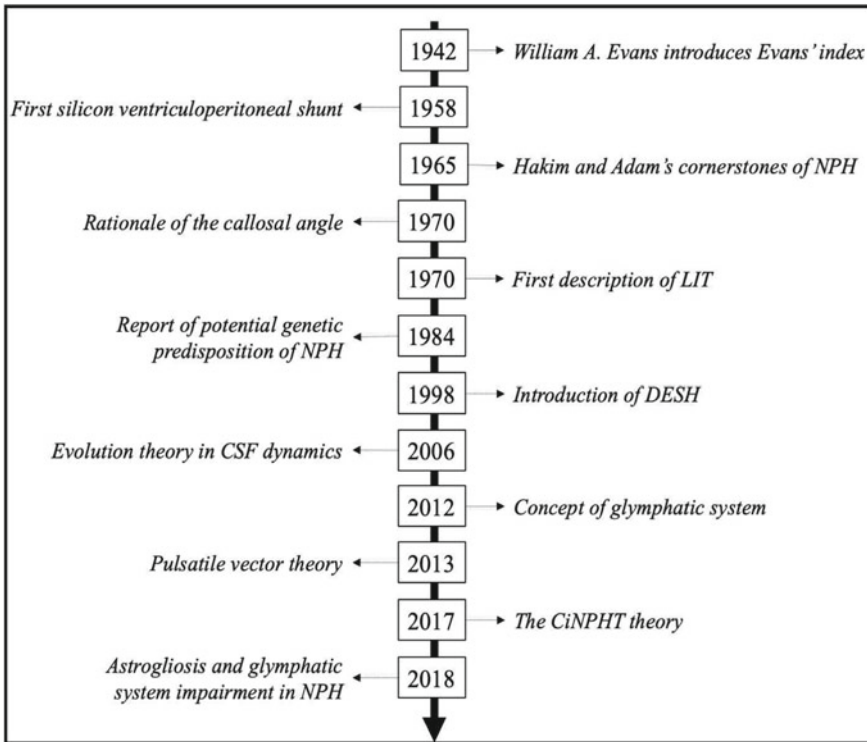 1942
William A. Evans introduces Evans' index
First silicon ventriculoperitoneal shunt
1958
1965
Hakim and Adam's cornerstones of NPH
Rationale of the callosal angle
1970
1970
First description of LIT
Report of potential genetic
predisposition of NPH
1984
1998
Introduction of DESH
Evolution theory in CSF dynamics
2006
2012
Concept of glymphatic system
Pulsatile vector theory
2013
2017
The CiNPHT theory
Astrogliosis and glymphatic
system impairment in NPH
2018